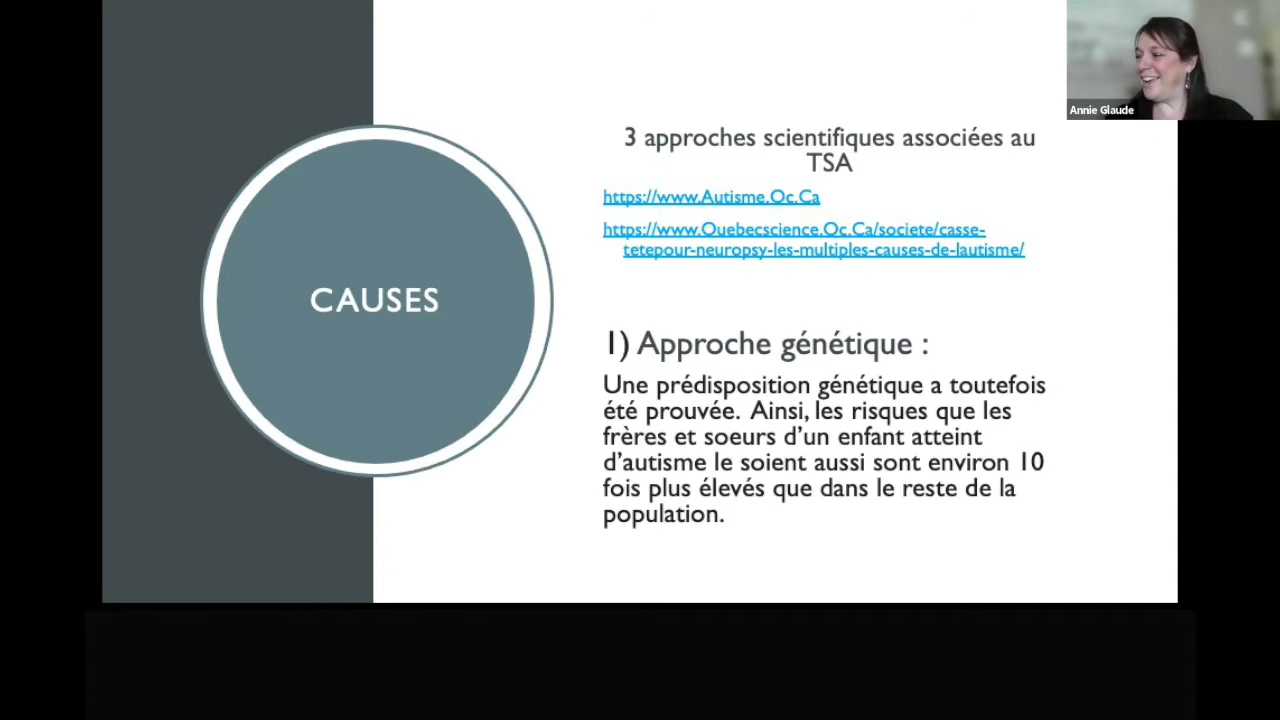 Annie Glaude
3 approches scientifiques associées au
TSA
https://www.Autisme.Qc.Ca
https://www.Quebecscience.Qc.Ca/societe/casse-
tetepour-neuropsy-les-multiples-causes-de-lautisme/
CAUSES
1) Approche génétique :
Une prédisposition génétique a toutefois
été prouvée. Ainsi, les risques que les
frères et soeurs d’un enfant atteint
d’autisme le soient aussi sont environ 10
fois plus élevés que dans le reste de la
population.